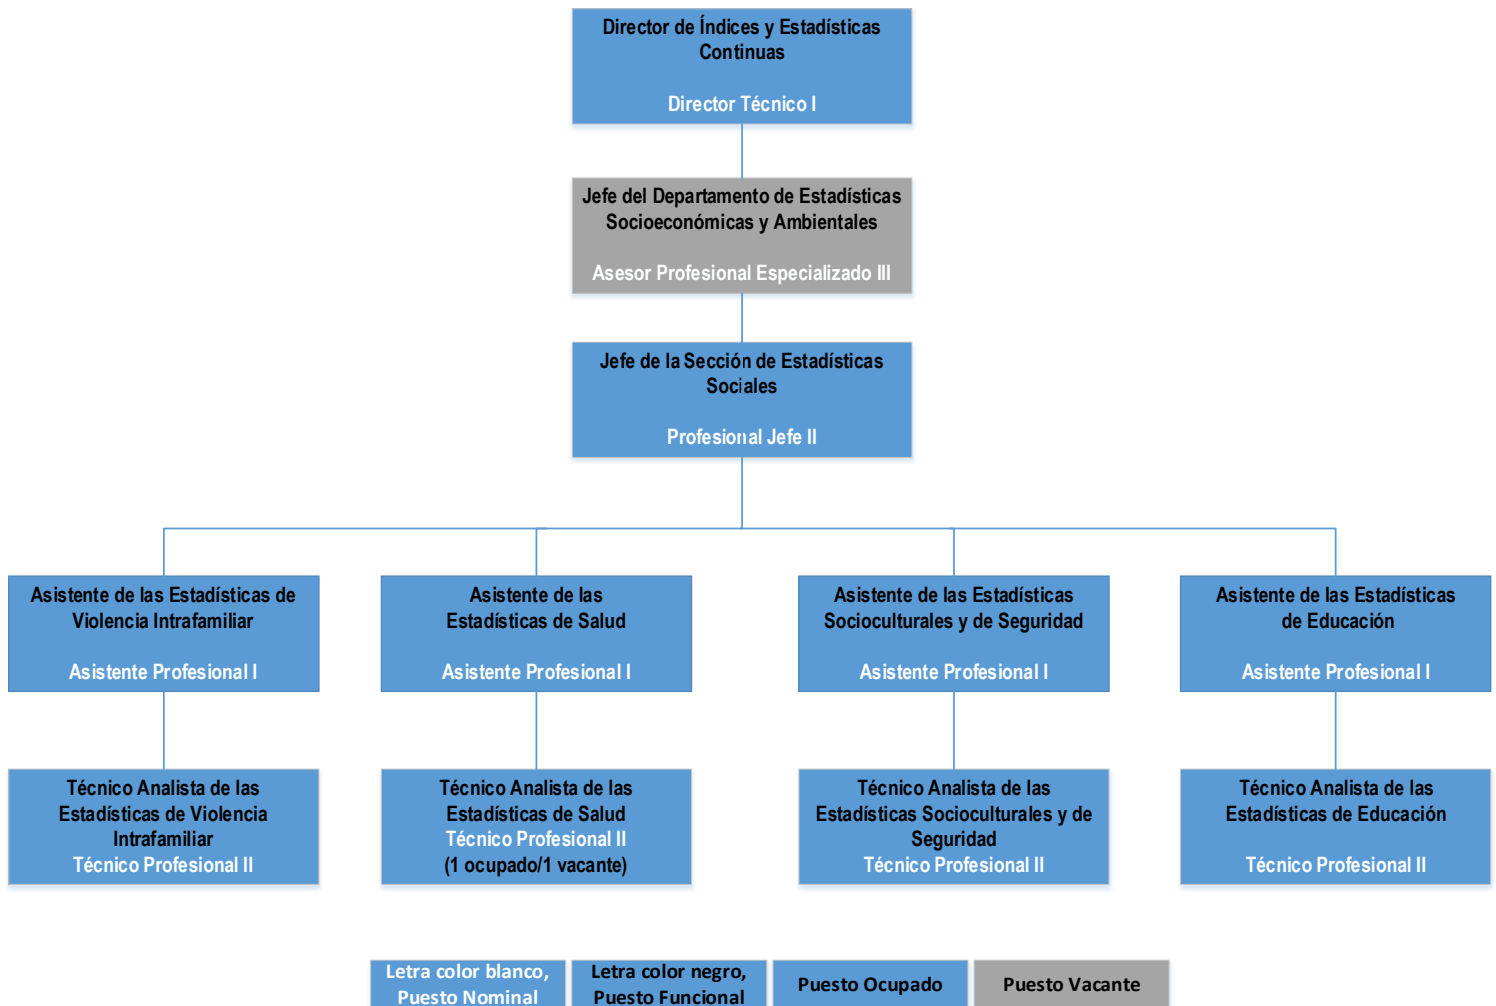 Director de Índices y Estadísticas
Continuas
Director Técnico I
Jefe del Departamento de Estadísticas
Socioeconómicas y Ambientales
Asesor Profesional Especializado III
Jefe de la Sección de Estadísticas
Sociales
Profesional Jefe II
Asistente de las Estadísticas de
Violencia Intrafamiliar
Asistente Profesional I
Asistente de las
Estadísticas de Salud
Asistente Profesional I
Asistente de las Estadísticas
Socioculturales y de Seguridad
Asistente Profesional I
Asistente de las Estadísticas
de Educación
Asistente Profesional I
Técnico Analista de las
Estadísticas de Violencia
Intrafamiliar
Técnico Profesional II
Técnico Analista de las
Estadísticas de Salud
Técnico Profesional II
(1 ocupado/1 vacante)
Técnico Analista de las
Estadísticas Socioculturales y de
Seguridad
Técnico Profesional II
Técnico Analista de las
Estadísticas de Educación
Técnico Profesional II
Letra color blanco,
Puesto Nominal
Letra color negro,
Puesto Funcional
Puesto Ocupado
Puesto Vacante